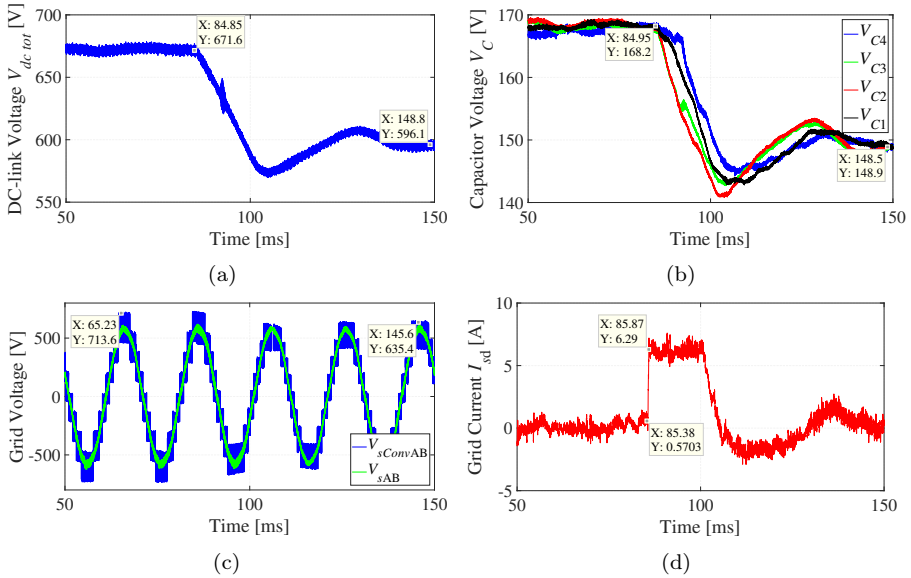 DC-link Voltage V_dc tot [V]
700
650
600
550
50
100
150
X: 84.85
Y: 671.6
X: 148.8
Y: 596.1
Time [ms]
(a)
Capacitor Voltage V_C [V]
170
160
150
140
50
100
150
X: 84.95
Y: 168.2
V_C4
V_C3
V_C2
V_C1
X: 148.5
Y: 148.9
Time [ms]
(b)
Grid Voltage [V]
500
0
-500
50
100
150
X: 65.23
Y: 713.6
X: 145.6
Y: 635.4
V_sConvAB
V_sAB
Time [ms]
(c)
Grid Current I_sd [A]
10
5
0
-5
50
100
150
X: 85.87
Y: 6.29
X: 85.38
Y: 0.5703
Time [ms]
(d)